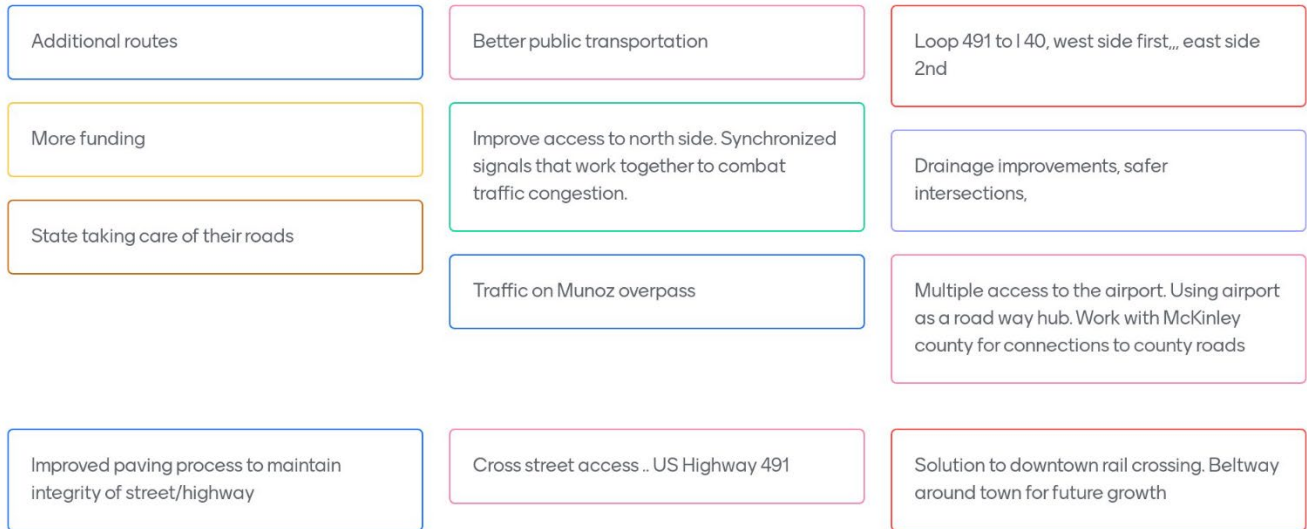 Additional routes
More funding
State taking care of their roads
Better public transportation
Improve access to north side. Synchronized
signals that work together to combat
traffic congestion.
Traffic on Munoz overpass
Loop 491 to I 40, west side first,,, east side
2nd
Drainage improvements, safer
intersections,
Multiple access to the airport. Using airport
as a road way hub. Work with McKinley
county for connections to county roads
Improved paving process to maintain
integrity of street/highway
Cross street access .. US Highway 491
Solution to downtown rail crossing. Beltway
around town for future growth